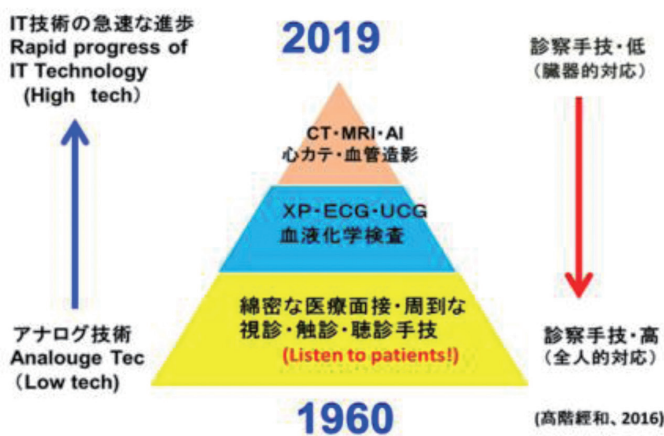 IT技術の急速な進歩
Rapid progress of
IT Technology
(High tech)
2019
診察手技・低
(臓器的対応)
CT・MRI・AI
心カテ・血管造影
XP・ECG・UCG
血液化学検査
綿密な医療面接・周到な
視診・触診・聴診手技
(Listen to patients!)
アナログ技術
Analouge Tec
(Low tech)
診察手技・高
(全人的対応)
1960
(髙階經和、2016)